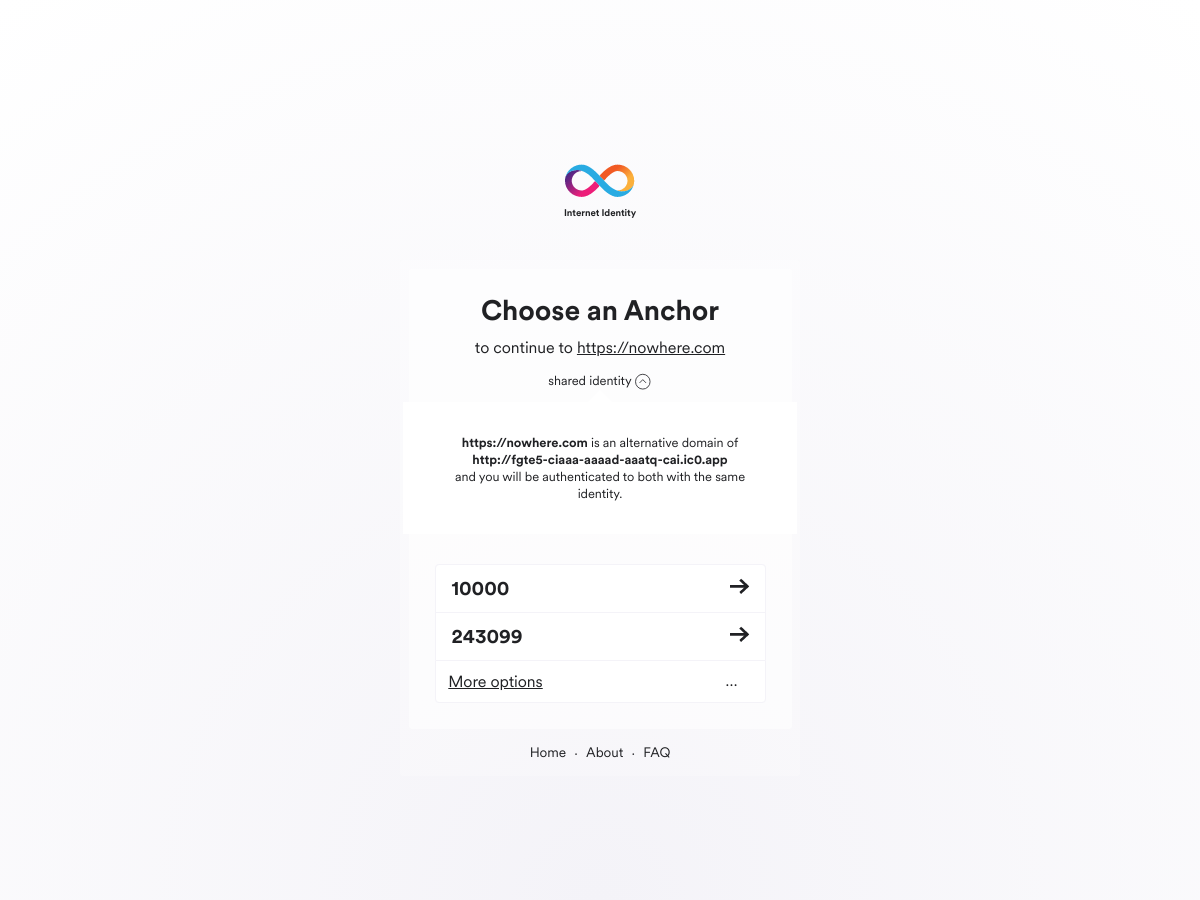 Internet Identity
Choose an Anchor
to continue to https://nowhere.com
shared identity
https://nowhere.com is an alternative domain of
http://fgte5-ciaaa-aaaad-aaatq-cai.ic0.app
and you will be authenticated to both with the same
identity.
10000
243099
More options ...
Home · About · FAQ